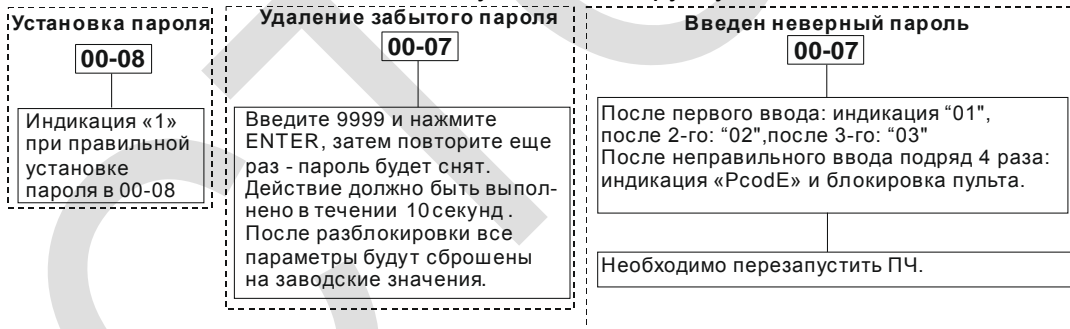 Установка пароля
00-08
Индикация «1»
при правильной
установке
пароля в 00-08
Удаление забытого пароля
00-07
Введите 9999 и нажмите
ENTER, затем повторите еще
раз - пароль будет снят.
Действие должно быть выпол-
нено в течении 10 секунд .
После разблокировки все
параметры будут сброшены
на заводские значения.
Введен неверный пароль
00-07
После первого ввода: индикация “01",
после 2-го: “02",после 3-го: “03"
После неправильного ввода подряд 4 раза:
индикация «PcodE» и блокировка пульта.
Необходимо перезапустить ПЧ.